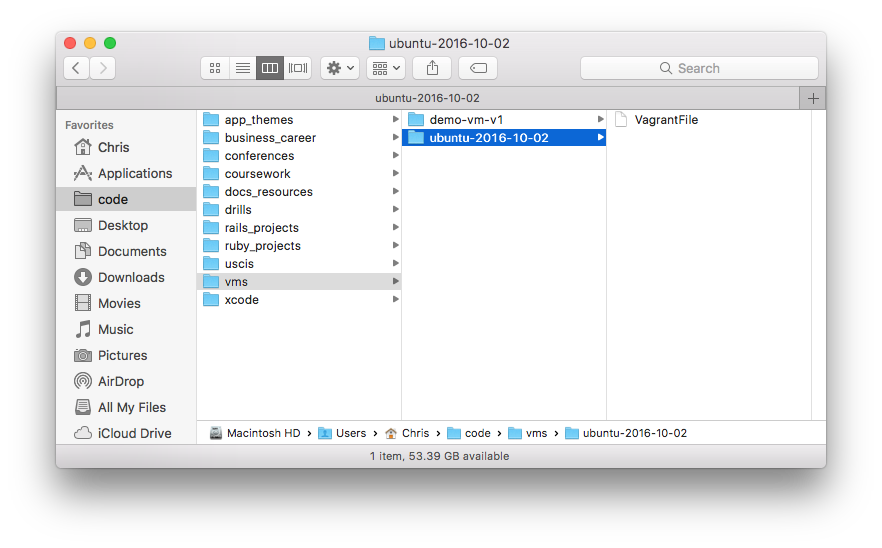 ubuntu-2016-10-02
Search
ubuntu-2016-10-02
Favorites
Chris
Applications
code
Desktop
Documents
Downloads
Movies
Music
Pictures
AirDrop
All My Files
iCloud Drive
app_themes
business_career
conferences
coursework
docs_resources
drills
rails_projects
ruby_projects
uscis
vms
xcode
demo-vm-v1
ubuntu-2016-10-02
VagrantFile
Macintosh HD › Users › Chris › code › vms › ubuntu-2016-10-02
1 item, 53.39 GB available